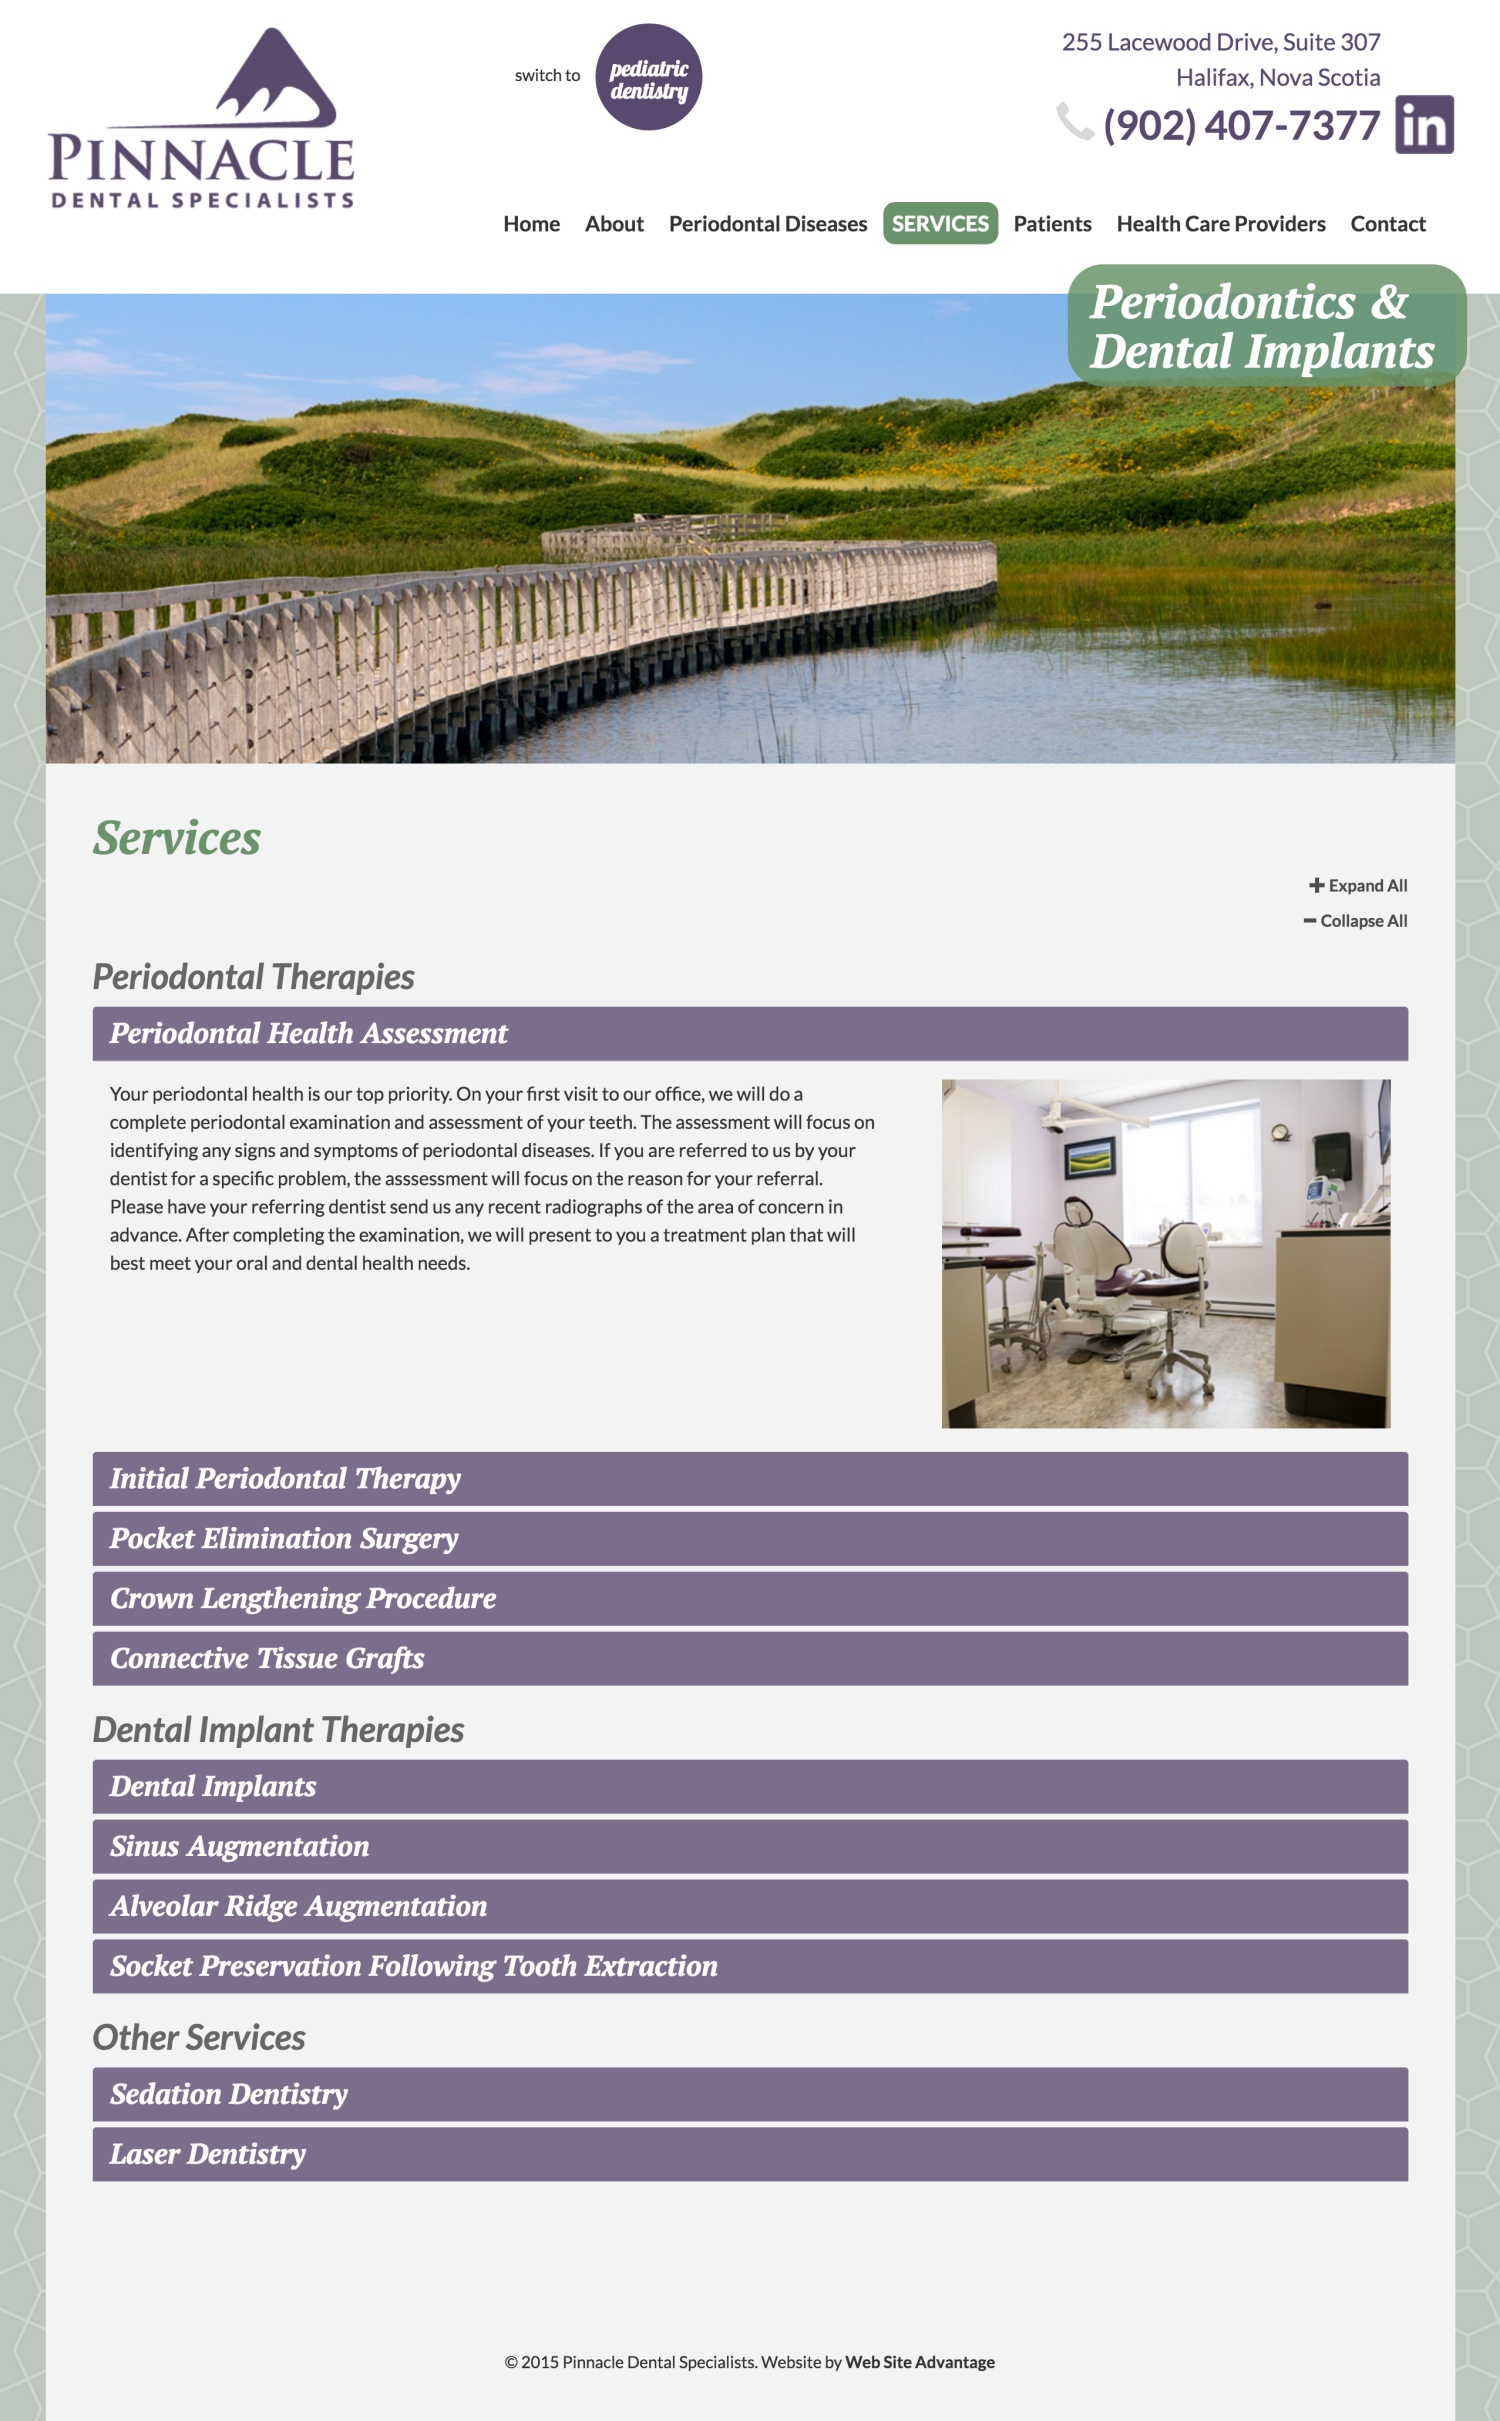 PINNACLE
DENTAL SPECIALISTS
switch to
pediatric
dentistry
255 Lacewood Drive, Suite 307
Halifax, Nova Scotia
(902) 407-7377
in
Home About Periodontal Diseases SERVICES Patients Health Care Providers Contact
Periodontics &
Dental Implants
Services
Expand All
Collapse All
Periodontal Therapies
Periodontal Health Assessment
Your periodontal health is our top priority. On your first visit to our office, we will do a
complete periodontal examination and assessment of your teeth. The assessment will focus on
identifying any signs and symptoms of periodontal diseases. If you are referred to us by your
dentist for a specific problem, the asssessment will focus on the reason for your referral.
Please have your referring dentist send us any recent radiographs of the area of concern in
advance. After completing the examination, we will present to you a treatment plan that will
best meet your oral and dental health needs.
Initial Periodontal Therapy
Pocket Elimination Surgery
Crown Lengthening Procedure
Connective Tissue Grafts
Dental Implant Therapies
Dental Implants
Sinus Augmentation
Alveolar Ridge Augmentation
Socket Preservation Following Tooth Extraction
Other Services
Sedation Dentistry
Laser Dentistry
© 2015 Pinnacle Dental Specialists. Website by Web Site Advantage